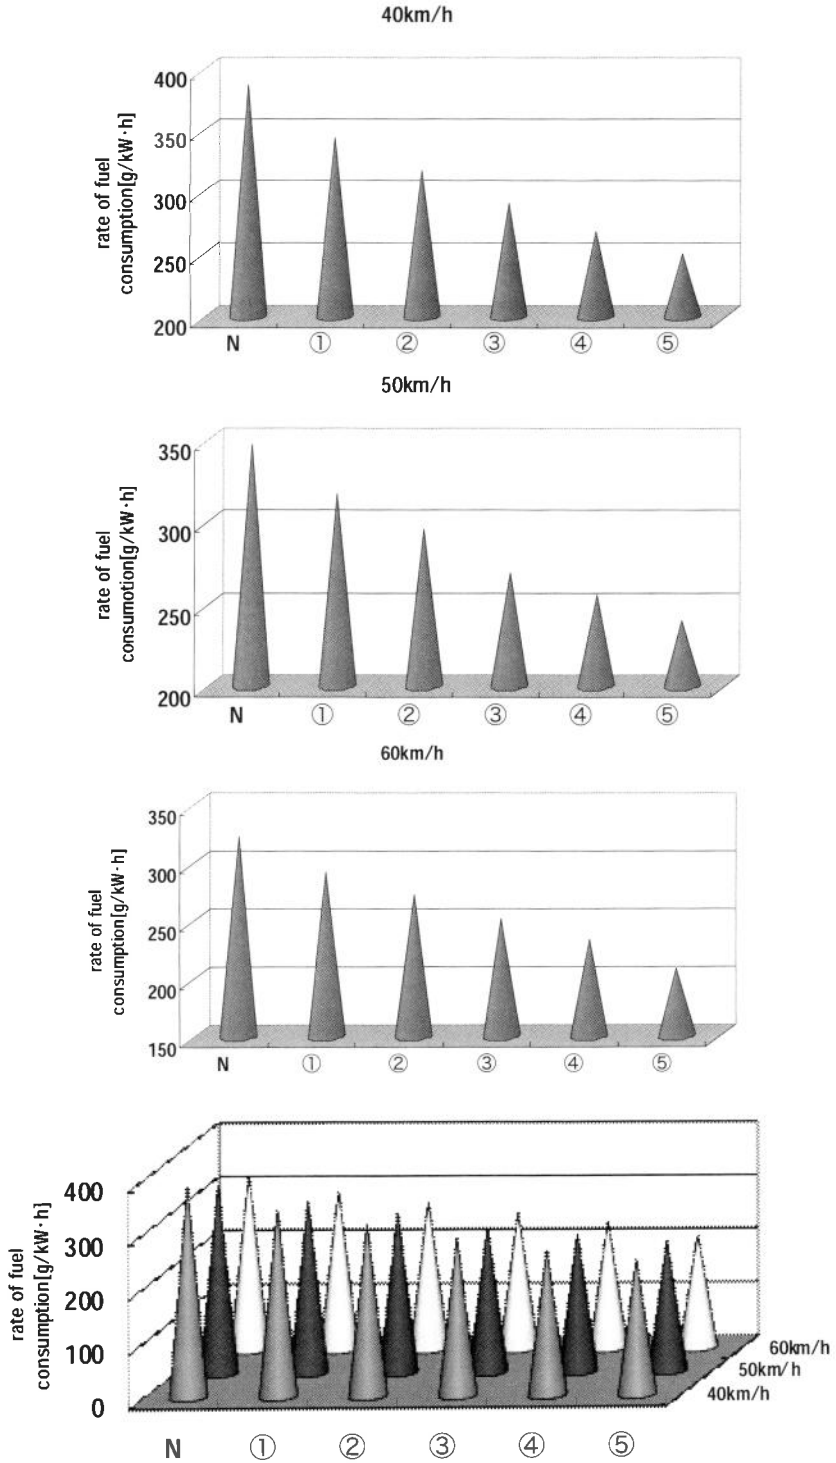 40km/h
rate of fuel
consumption[g/kW·h]
400
350
300
250
200
N ① ② ③ ④ ⑤
50km/h
rate of fuel
consumotion[g/kW·h]
350
300
250
200
N ① ② ③ ④ ⑤
60km/h
rate of fuel
consumption[g/kW·h]
350
300
250
200
150
N ① ② ③ ④ ⑤
rate of fuel
consumption[g/kW·h]
400
300
200
100
0
60km/h
50km/h
40km/h
N ① ② ③ ④ ⑤